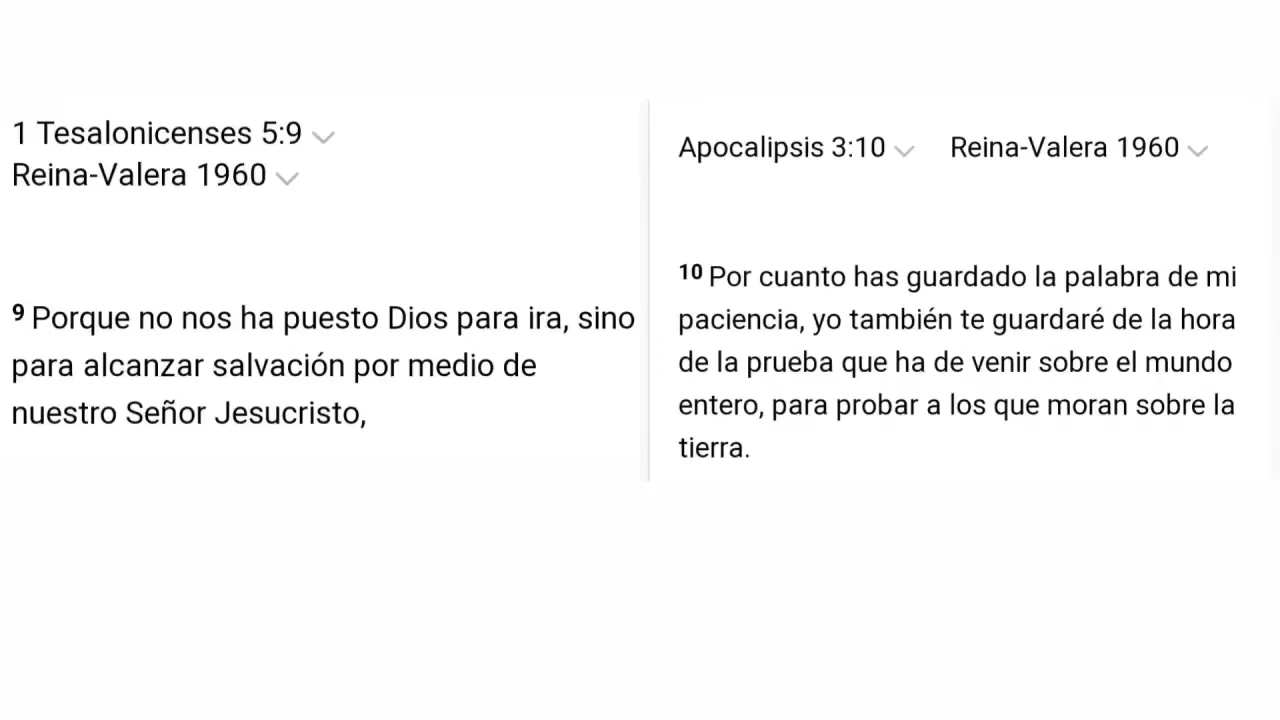 1 Tesalonicenses 5:9
Reina-Valera 1960
9 Porque no nos ha puesto Dios para ira, sino
para alcanzar salvación por medio de
nuestro Señor Jesucristo,
Apocalipsis 3:10 Reina-Valera 1960
10 Por cuanto has guardado la palabra de mi
paciencia, yo también te guardaré de la hora
de la prueba que ha de venir sobre el mundo
entero, para probar a los que moran sobre la
tierra.